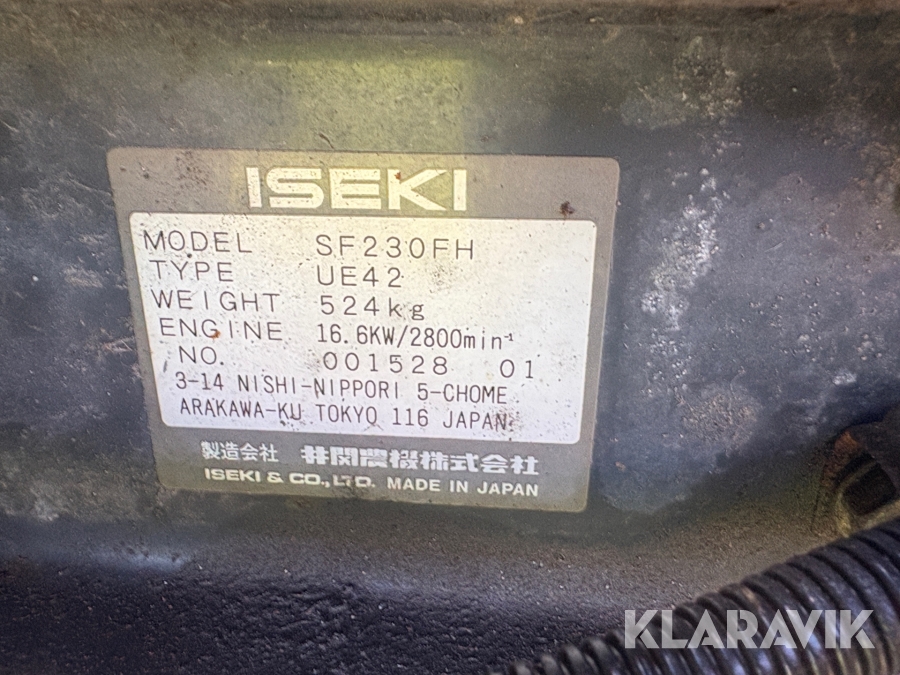 ISEKI
MODEL SF230FH
TYPE UE42
WEIGHT 524kg
ENGINE 16.6KW/2800min⁻¹
NO. 001528 01
3-14 NISHI-NIPPORI 5-CHOME
ARAKAWA-KU TOKYO 116 JAPAN
製造会社 井関農機株式会社
ISEKI & CO., LTD. MADE IN JAPAN
KLARAVIK